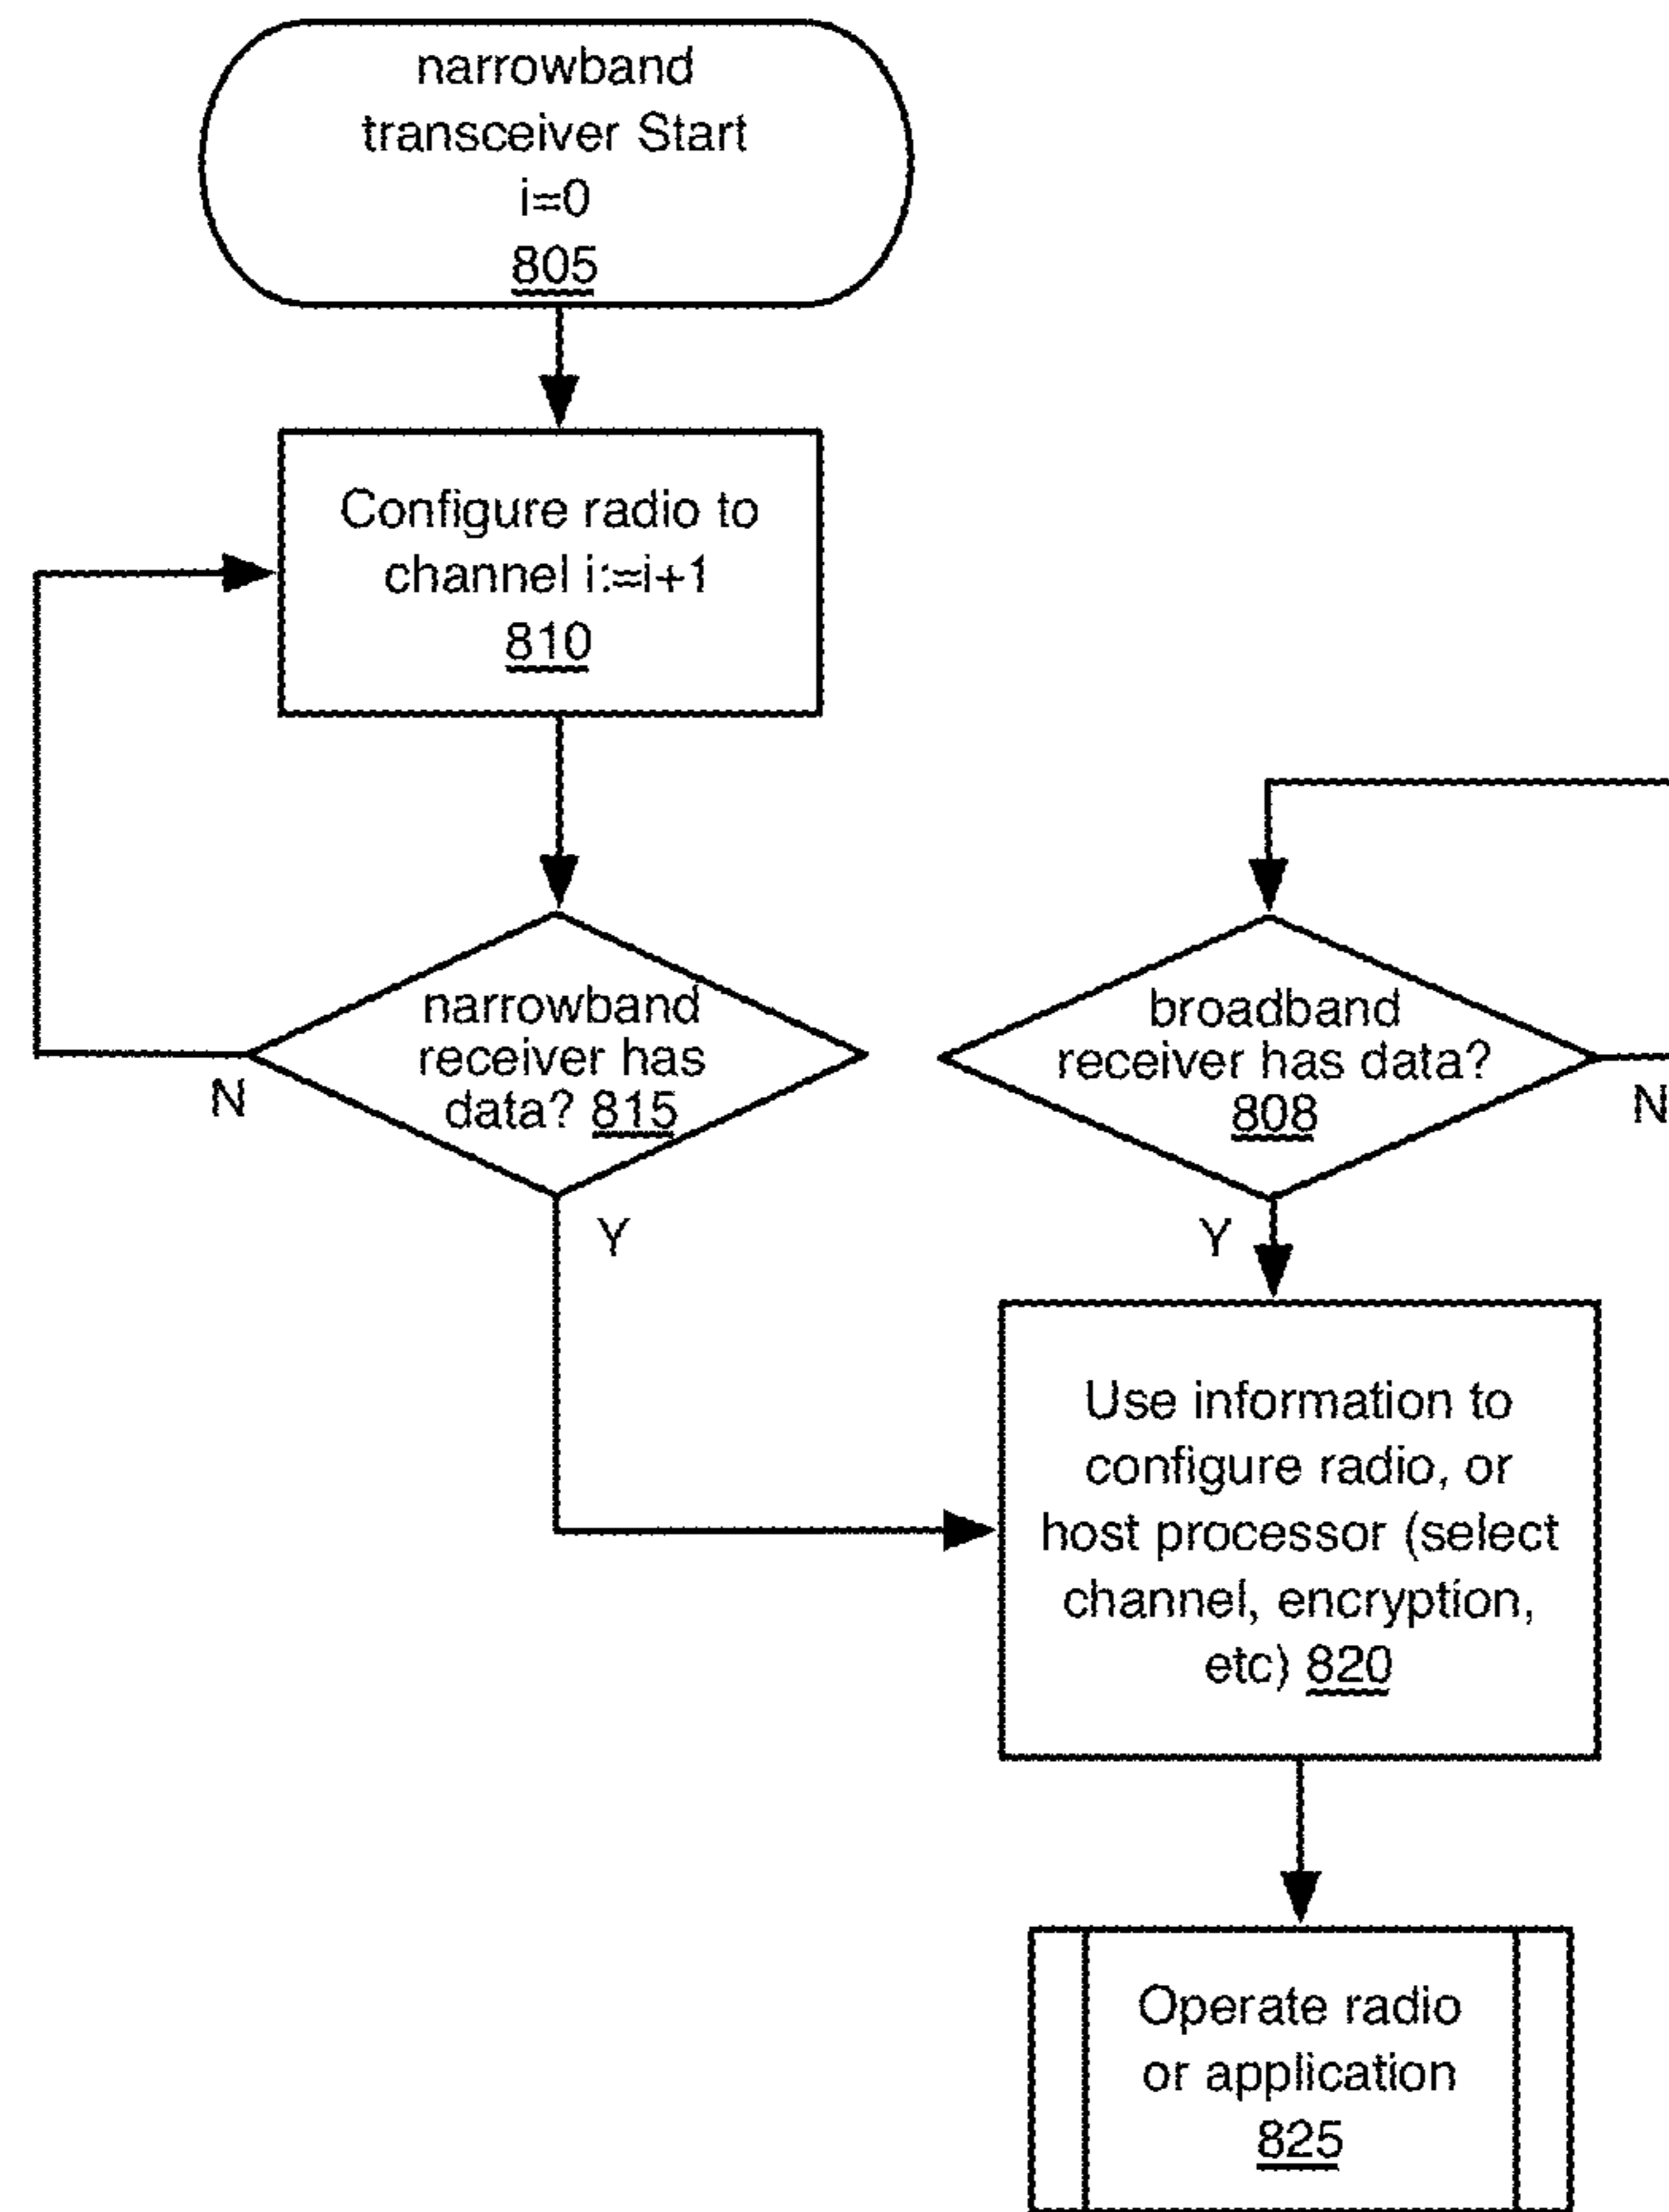 narrowband
transceiver Start
i=0
805
Configure radio to
channel i:=i+1
810
narrowband
receiver has
data? 815
N
Y
broadband
receiver has data?
808
N
Y
Use information to
configure radio, or
host processor (select
channel, encryption,
etc) 820
Operate radio
or application
825